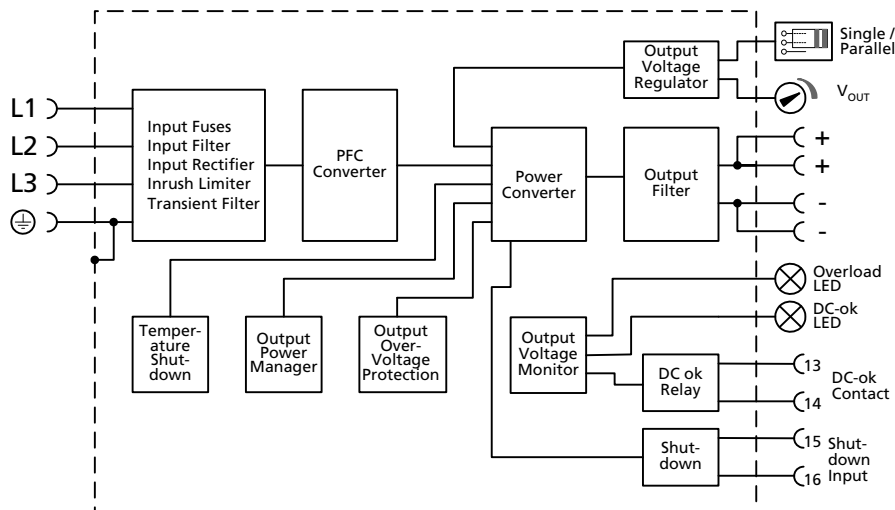 Output
Voltage
Regulator
Single /
Parallel
VOUT
L1
L2
L3
Input Fuses
Input Filter
Input Rectifier
Inrush Limiter
Transient Filter
PFC
Converter
Power
Converter
Output
Filter
+
+
-
-
Temper-
ature
Shut-
down
Output
Power
Manager
Output
Over-
Voltage
Protection
Output
Voltage
Monitor
Overload
LED
DC-ok
LED
DC ok
Relay
13
14
DC-ok
Contact
Shut-
down
15
16
Shut-
down
Input